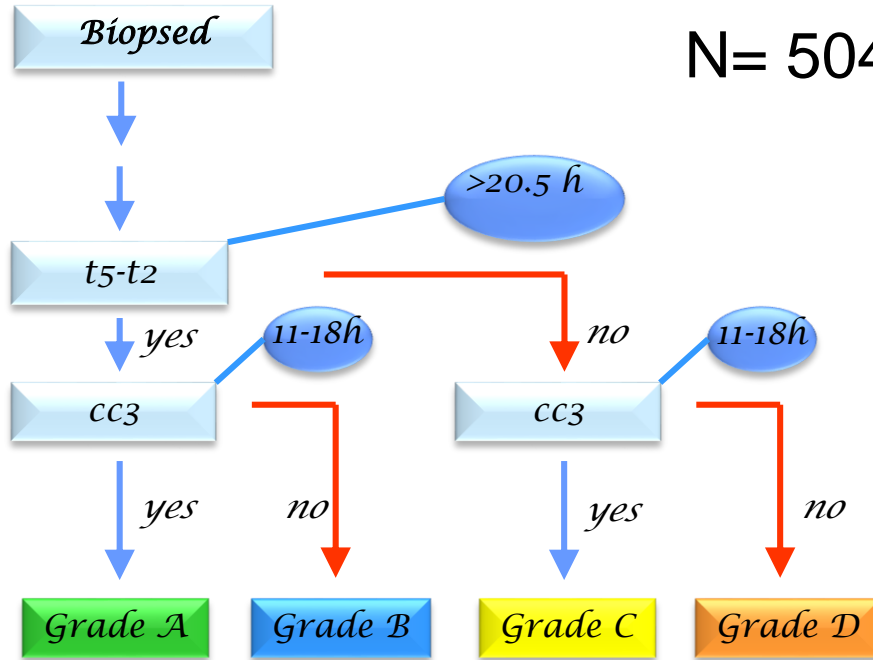 Biopsed
N= 504
>20.5 h
t5-t2
yes
11-18h
no
11-18h
cc3
cc3
yes
no
yes
no
Grade A
Grade B
Grade C
Grade D